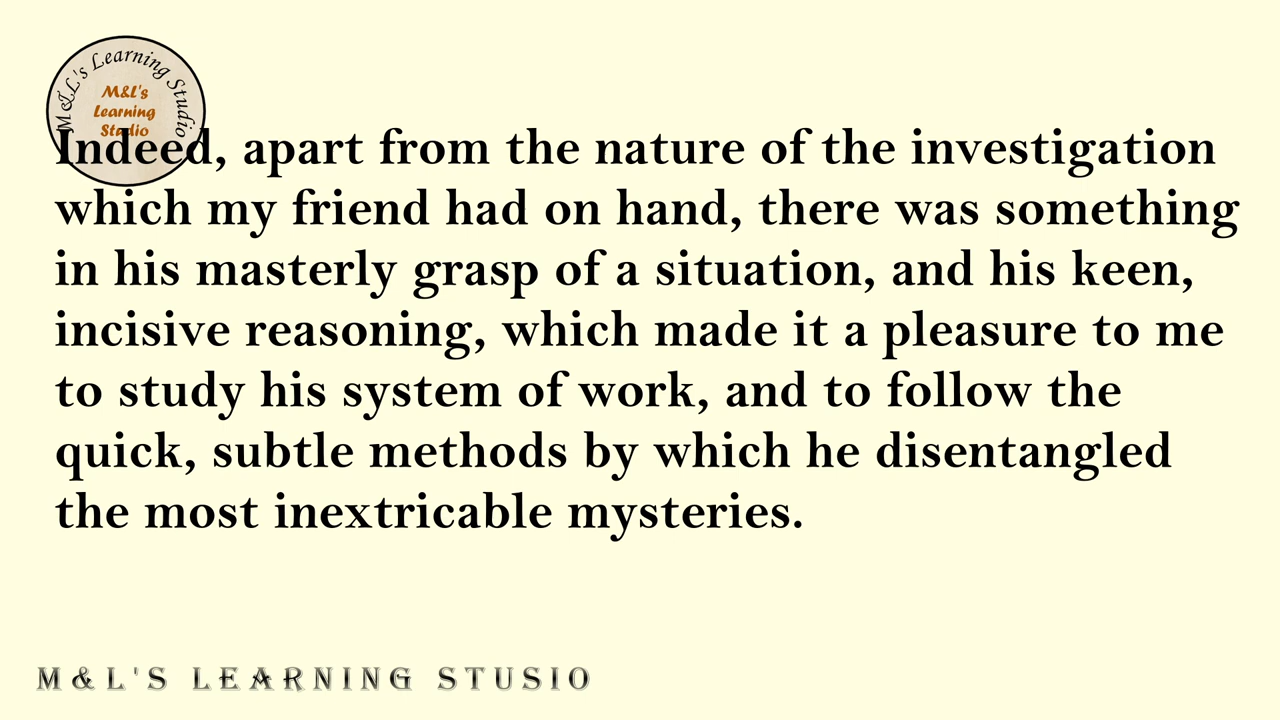 M&L's Learning Studio
M&L's
Learning
Studio
Indeed, apart from the nature of the investigation
which my friend had on hand, there was something
in his masterly grasp of a situation, and his keen,
incisive reasoning, which made it a pleasure to me
to study his system of work, and to follow the
quick, subtle methods by which he disentangled
the most inextricable mysteries.
M&L'S LEARNING STUSIO